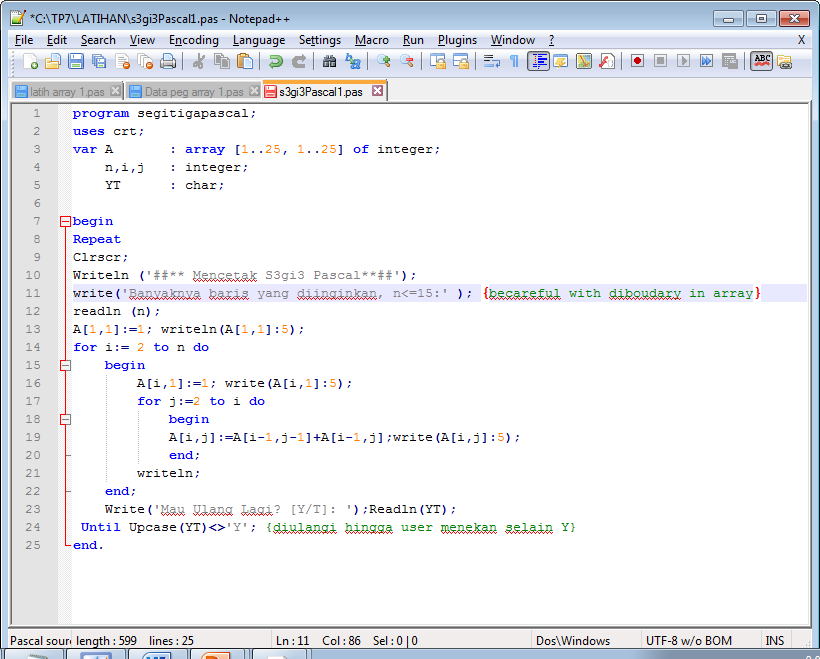 *C:\TP7\LATIHAN\s3gi3Pascal1.pas - Notepad++
File Edit Search View Encoding Language Settings Macro Run Plugins Window ? X
latih array 1.pas Data peg array 1.pas s3gi3Pascal1.pas
1 program segitigapascal;
2 uses crt;
3 var A : array [1..25, 1..25] of integer;
4 n,i,j : integer;
5 YT : char;
6
7 begin
8 Repeat
9 Clrscr;
10 Writeln ('##** Mencetak S3gi3 Pascal**##');
11 write('Banyaknya baris yang diinginkan, n<=15:' ); {becareful with diboudary in array}
12 readln (n);
13 A[1,1]:=1; writeln(A[1,1]:5);
14 for i:= 2 to n do
15 begin
16 A[i,1]:=1; write(A[i,1]:5);
17 for j:=2 to i do
18 begin
19 A[i,j]:=A[i-1,j-1]+A[i-1,j];write(A[i,j]:5);
20 end;
21 writeln;
22 end;
23 Write('Mau Ulang Lagi? [Y/T]: ');Readln(YT);
24 Until Upcase(YT)<>'Y'; {diulangi hingga user menekan selain Y}
25 end.
Pascal sourc length : 599 lines : 25 Ln : 11 Col : 86 Sel : 0 | 0 Dos\Windows UTF-8 w/o BOM INS